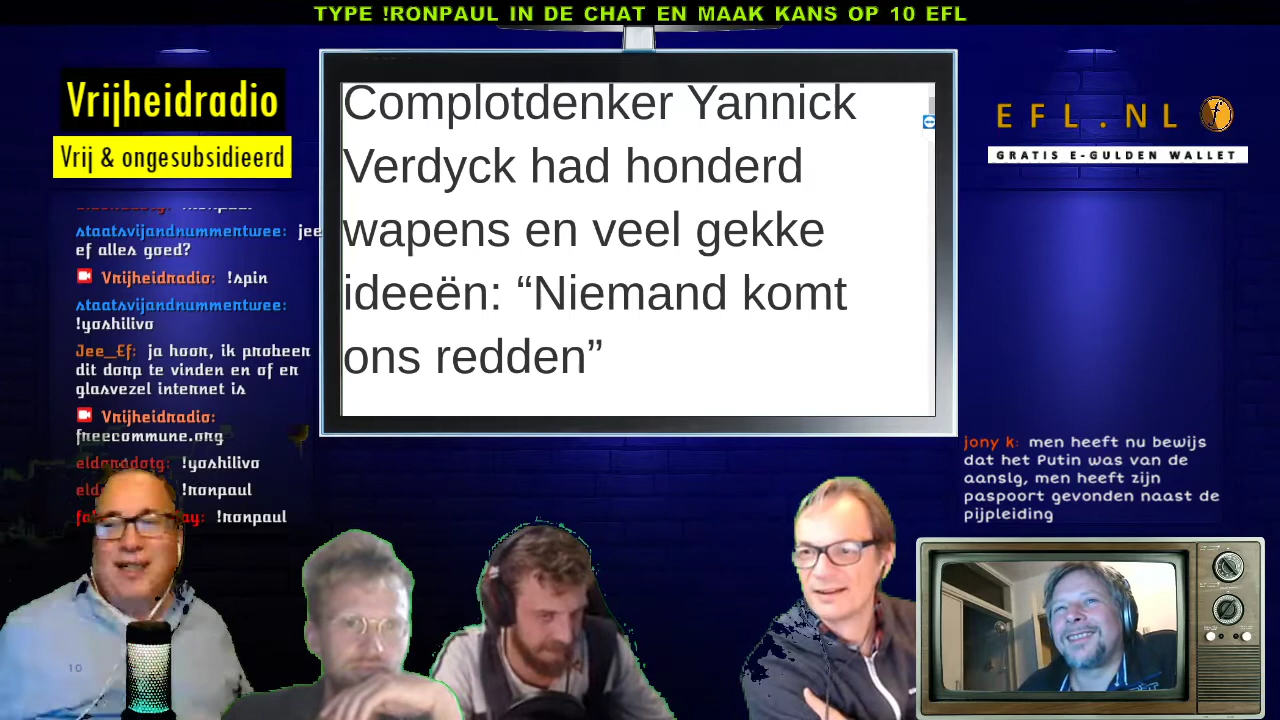 TYPE !RONPAUL IN DE CHAT EN MAAK KANS OP 10 EFL
Vrijheidradio
Vrij & ongesubsidieerd
staatsvijandnummertwee: jee
ef alles goed?
Vrijheidradio: !spin
staatsvijandnummertwee:
!yoshilivo
Jee_Ef: ja hoor, ik probeer
dit dorp te vinden en of er
glasvezel internet is
Vrijheidradio:
freecommune.org
eldoradotg: !yoshilivo
!ronpaul
!ronpaul
Complotdenker Yannick
Verdyck had honderd
wapens en veel gekke
ideeën: “Niemand komt
ons redden”
EFL.NL
GRATIS E-GULDEN WALLET
jony k: men heeft nu bewijs
dat het Putin was van de
aanslg, men heeft zijn
paspoort gevonden naast de
pijpleiding
10